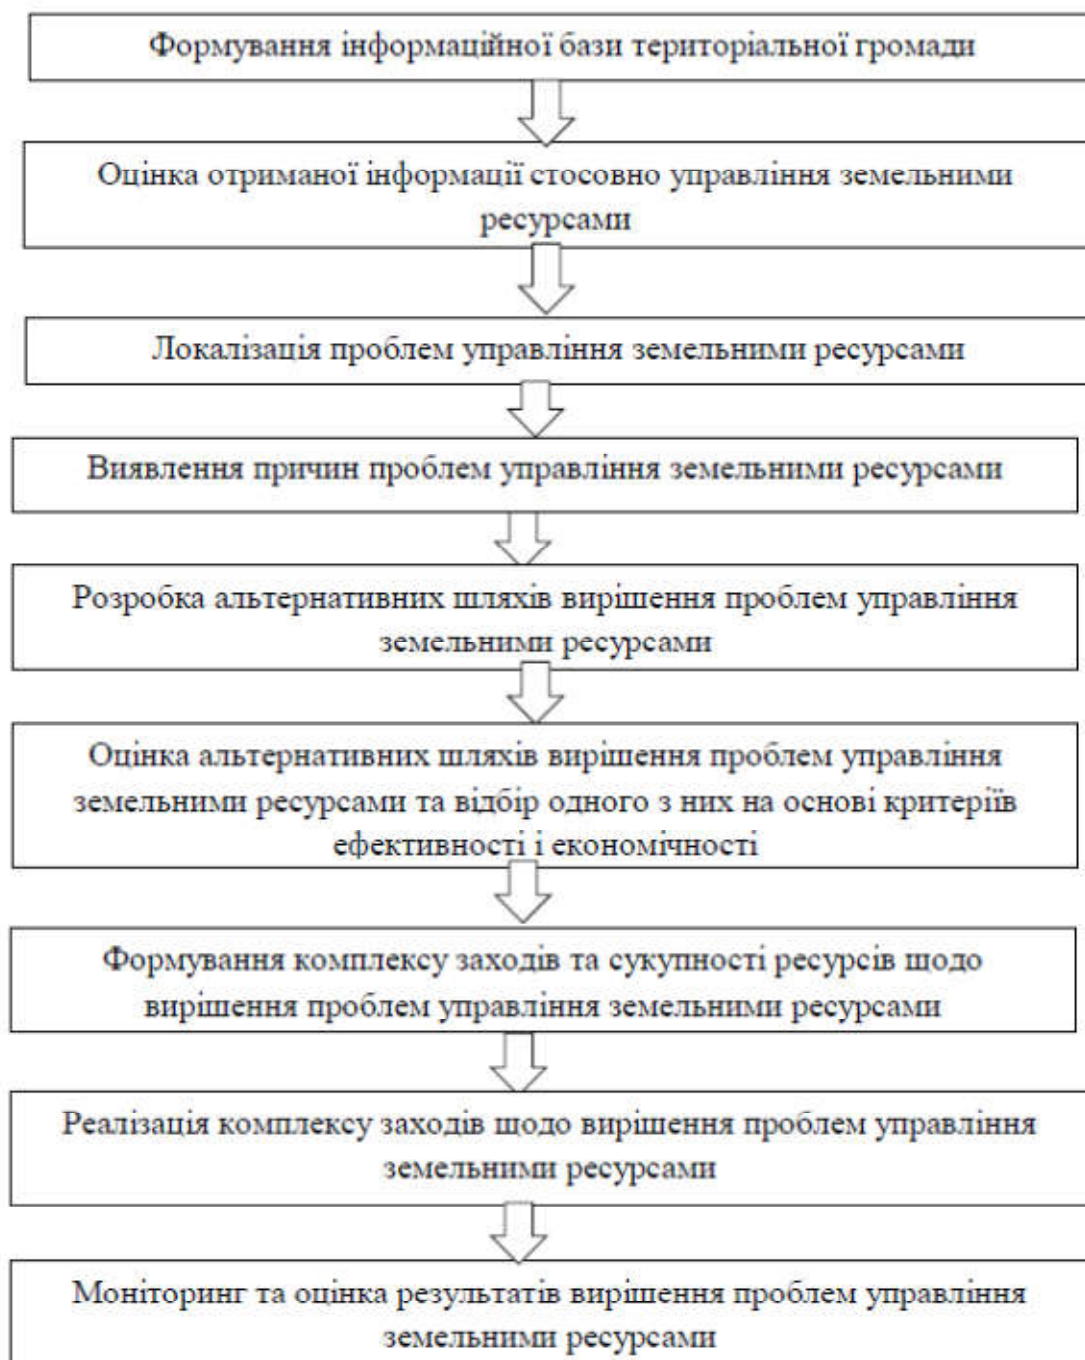 Формування інформаційної бази територіальної громади
Оцінка отриманої інформації стосовно управління земельними
ресурсами
Локалізація проблем управління земельними ресурсами
Виявлення причин проблем управління земельними ресурсами
Розробка альтернативних шляхів вирішення проблем управління
земельними ресурсами
Оцінка альтернативних шляхів вирішення проблем управління
земельними ресурсами та відбір одного з них на основі критеріїв
ефективності і економічності
Формування комплексу заходів та сукупності ресурсів щодо
вирішення проблем управління земельними ресурсами
Реалізація комплексу заходів щодо вирішення проблем управління
земельними ресурсами
Моніторинг та оцінка результатів вирішення проблем управління
земельними ресурсами